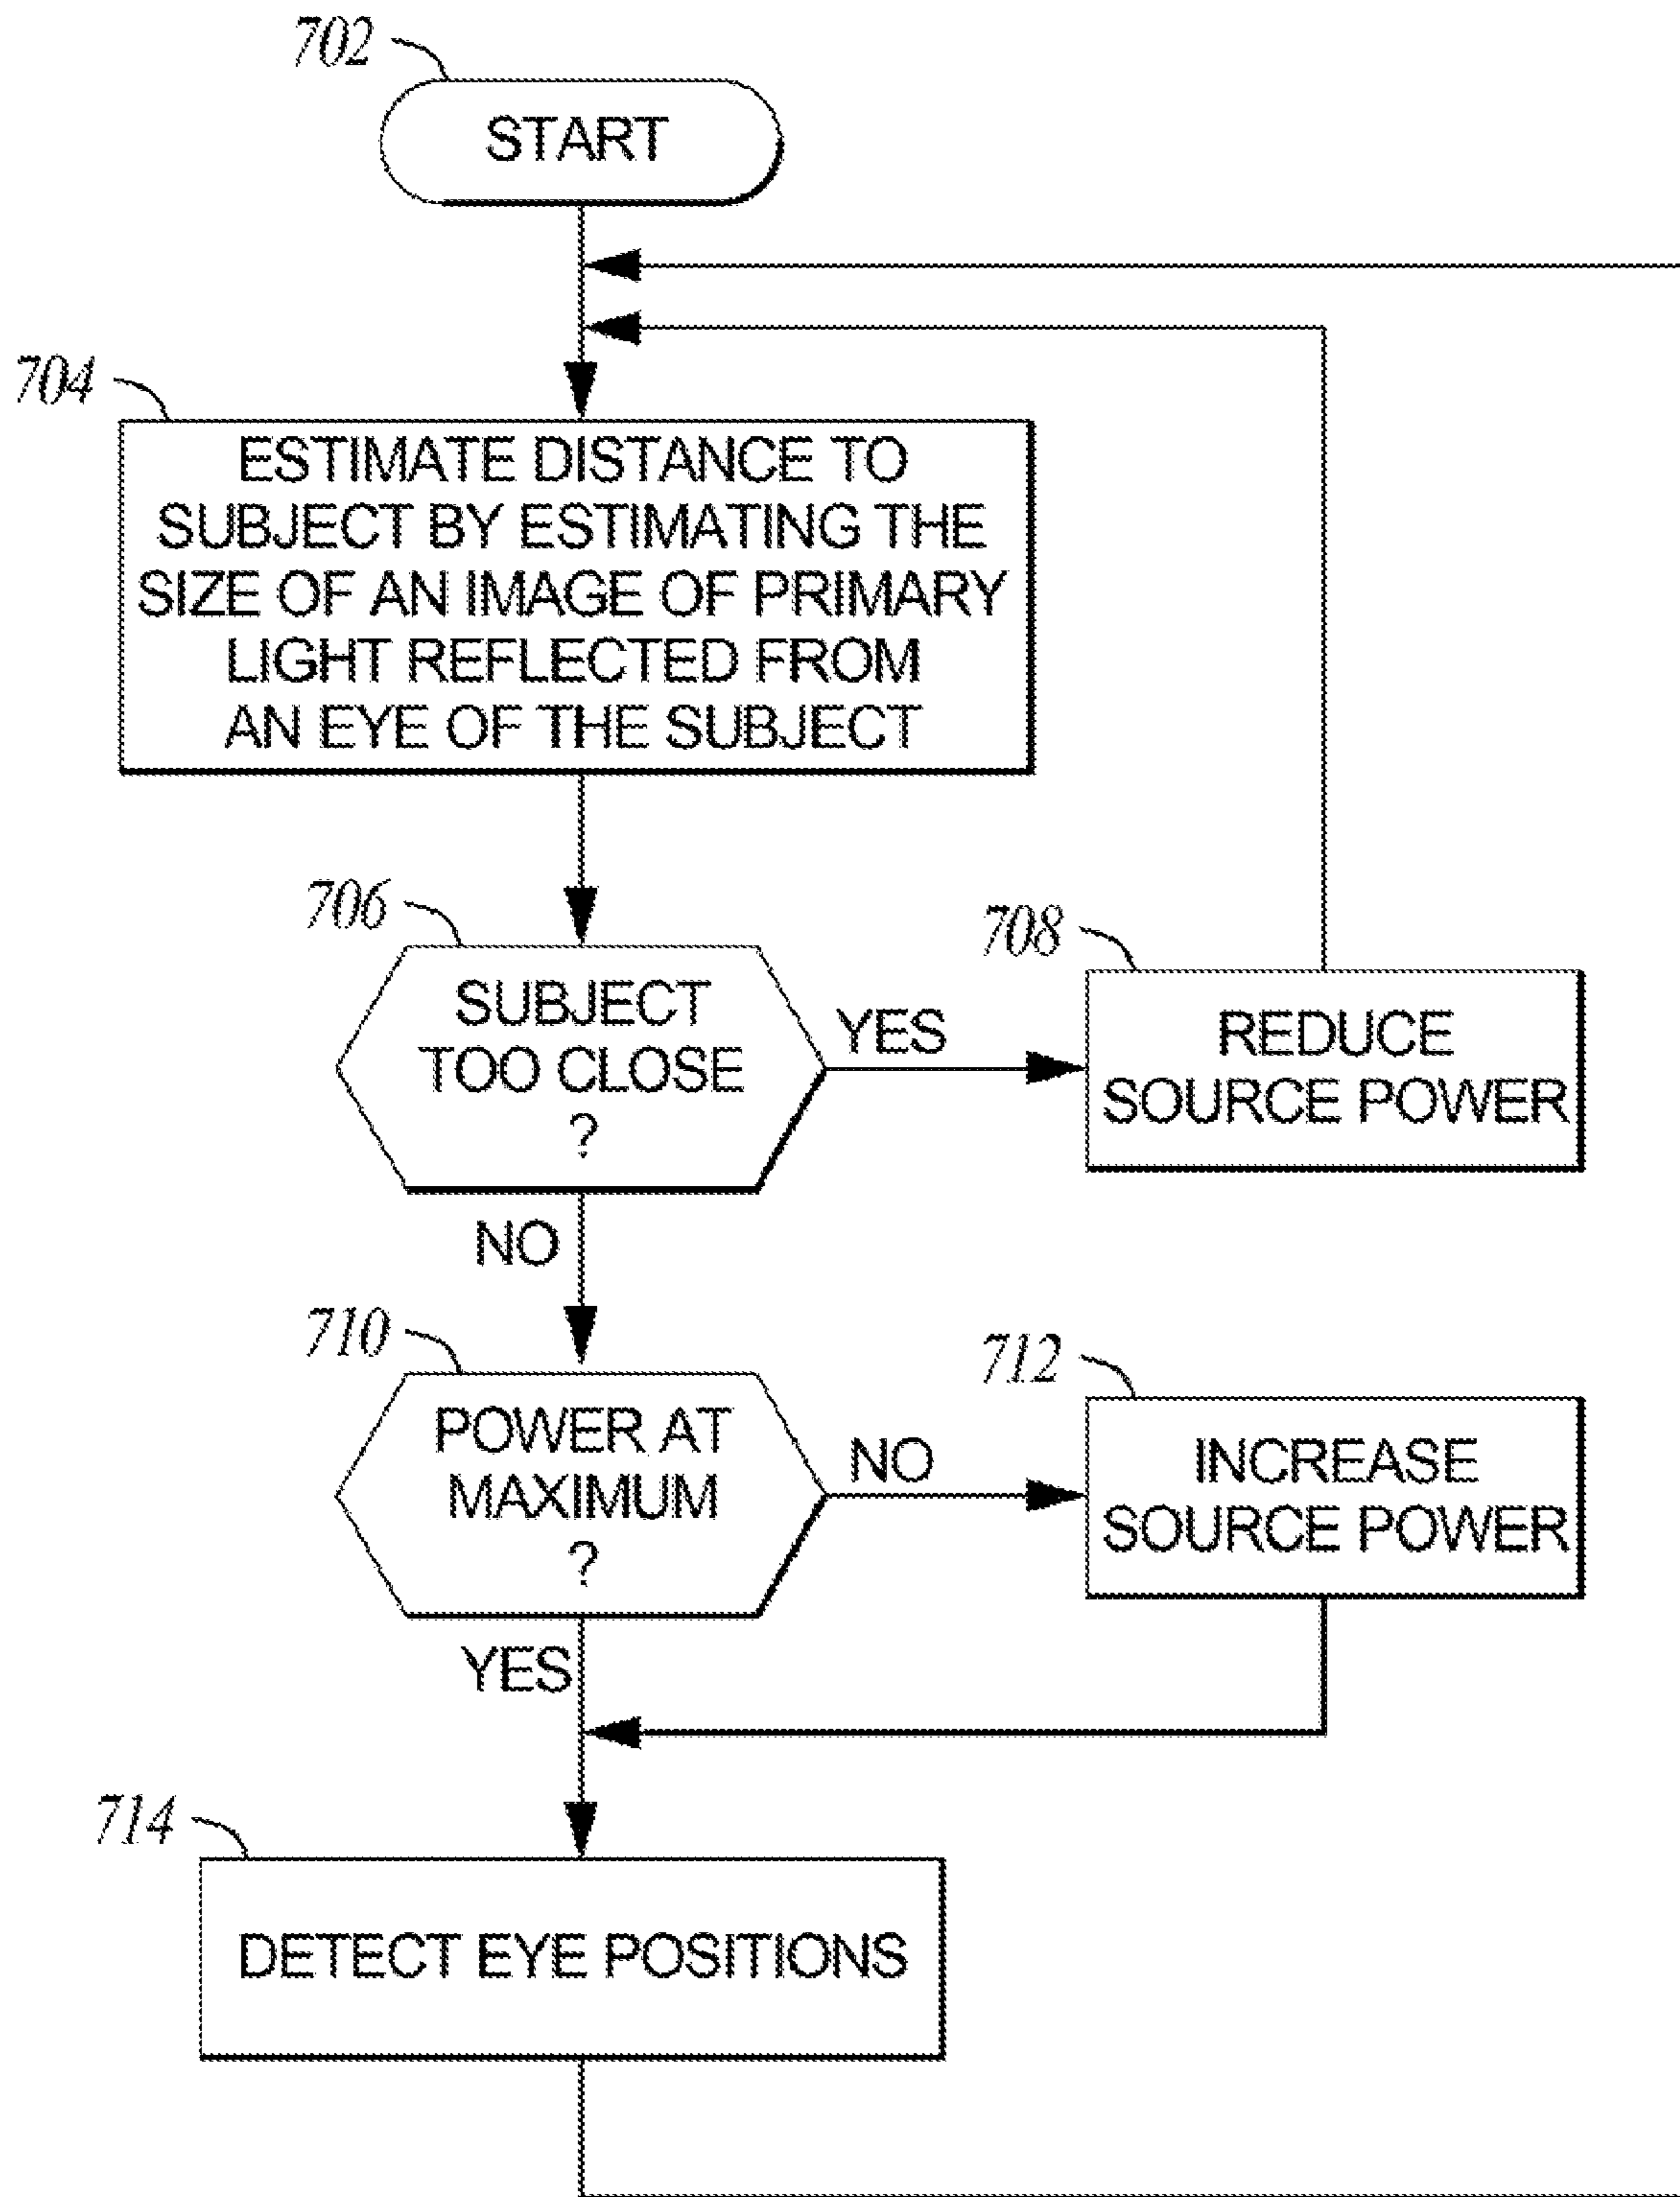 702
START
704
ESTIMATE DISTANCE TO
SUBJECT BY ESTIMATING THE
SIZE OF AN IMAGE OF PRIMARY
LIGHT REFLECTED FROM
AN EYE OF THE SUBJECT
706
SUBJECT
TOO CLOSE
?
YES
708
REDUCE
SOURCE POWER
NO
710
POWER AT
MAXIMUM
?
NO
712
INCREASE
SOURCE POWER
YES
714
DETECT EYE POSITIONS